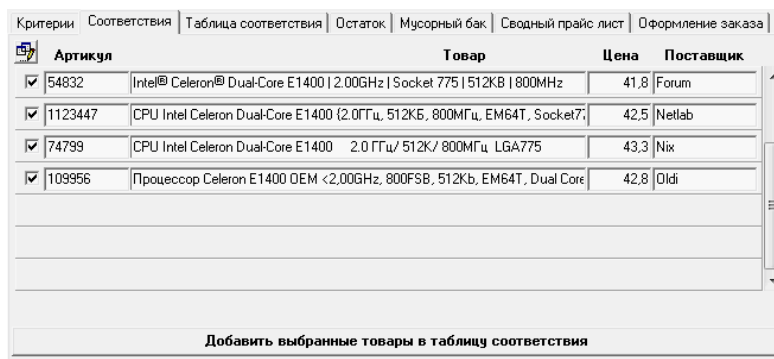 Критерии Соответствия Таблица соответствия Остаток Мусорный бак Сводный прайс лист Оформление заказа
Артикул Товар Цена Поставщик
54832 Intel® Celeron® Dual-Core E1400 | 2.00GHz | Socket 775 | 512KB | 800MHz 41,8 Forum
1123447 CPU Intel Celeron Dual-Core E1400 {2.0ГГц, 512КБ, 800МГц, EM64T, Socket77 42,5 Netlab
74799 CPU Intel Celeron Dual-Core E1400 2.0 ГГц/ 512К/ 800МГц LGA775 43,3 Nix
109956 Процессор Celeron E1400 OEM <2,00GHz, 800FSB, 512Kb, EM64T, Dual Core 42,8 Oldi
Добавить выбранные товары в таблицу соответствия